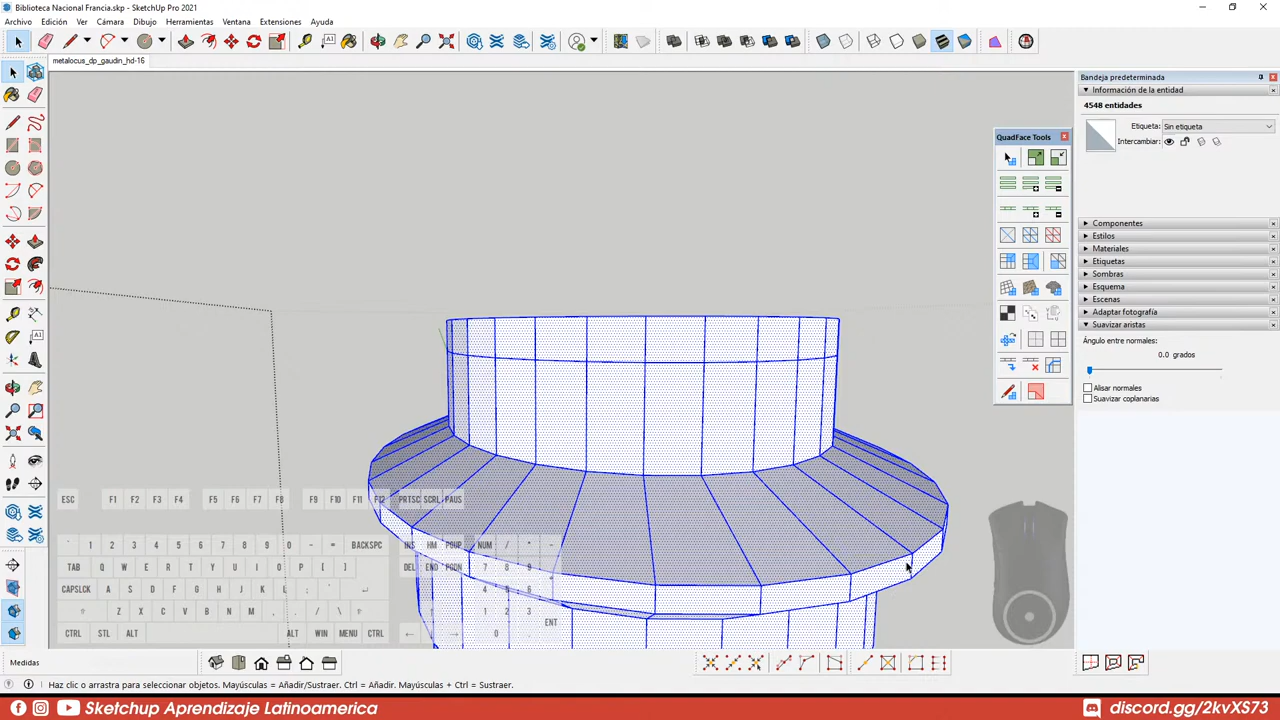 Biblioteca Nacional Francia.skp - SketchUp Pro 2021
Archivo Edición Ver Cámara Dibujo Herramientas Ventana Extensiones Ayuda
metalocus_dp_gaudin_hd-16
Bandeja predeterminada
Información de la entidad
4548 entidades
Etiqueta: Sin etiqueta
Intercambiar:
QuadFace Tools
Componentes
Estilos
Materiales
Etiquetas
Sombras
Esquema
Escenas
Adaptar fotografía
Suavizar aristas
Ángulo entre normales:
0.0 grados
Alisar normales
Suavizar coplanarias
ESC F1 F2 F3 F4 F5 F6 F7 F8 F9 F10 F11 F12 PRTSC SCRL PAUS
` 1 2 3 4 5 6 7 8 9 0 - = BACKSPC INS HM PGUP NUM / * -
TAB Q W E R T Y U I O P [ ] DEL END PGDN 7 8 9
CAPSLCK A S D F G H J K L ; ' 4 5 6
Z X C V B N M , . / 1 2 3
ENT
CTRL STL ALT ALT WIN MENU CTRL ← → 0 .
Medidas
Haz clic o arrastra para seleccionar objetos. Mayúsculas = Añadir/Sustraer. Ctrl = Añadir. Mayúsculas + Ctrl = Sustraer.
Sketchup Aprendizaje Latinoamerica
discord.gg/2kvXS73